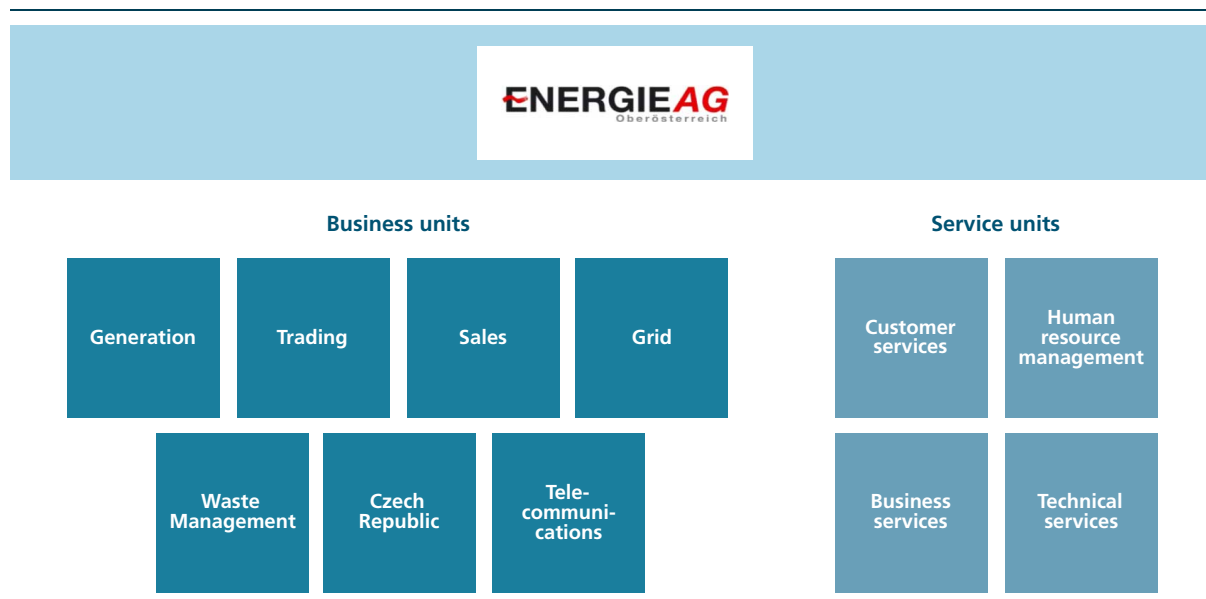 ENERGIEAG
Oberösterreich
Business units
Service units
Generation
Trading
Sales
Grid
Customer
services
Human
resource
management
Waste
Management
Czech
Republic
Tele-
communi-
cations
Business
services
Technical
services